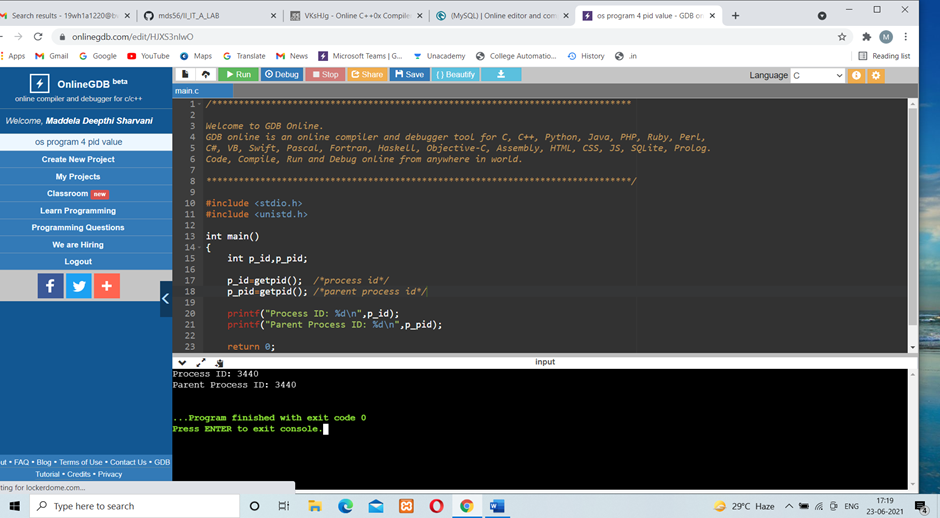 Search results - 19wh1a1220@bv
mds56/II_IT_A_LAB
VKsHJg - Online C++0x Compiler
(MySQL) | Online editor and com
os program 4 pid value - GDB on
onlinegdb.com/edit/HJXS3nlwO
M
Apps
Gmail
Google
YouTube
Maps
Translate
News
Microsoft Teams | G...
Unacademy
College Automatio...
History
.in
Reading list
OnlineGDB beta
online compiler and debugger for c/c++
Welcome, Maddela Deepthi Sharvani
os program 4 pid value
Create New Project
My Projects
Classroom new
Learn Programming
Programming Questions
We are Hiring
Logout
Run
Debug
Stop
Share
Save
{ } Beautify
Language C
main.c
1 /******************************************************************************
2
3 Welcome to GDB Online.
4 GDB online is an online compiler and debugger tool for C, C++, Python, Java, PHP, Ruby, Perl,
5 C#, VB, Swift, Pascal, Fortran, Haskell, Objective-C, Assembly, HTML, CSS, JS, SQLite, Prolog.
6 Code, Compile, Run and Debug online from anywhere in world.
7
8 *******************************************************************************/
9
10 #include <stdio.h>
11 #include <unistd.h>
12
13 int main()
14 {
15 int p_id,p_pid;
16
17 p_id=getpid(); /*process id*/
18 p_pid=getpid(); /*parent process id*/
19
20 printf("Process ID: %d\n",p_id);
21 printf("Parent Process ID: %d\n",p_pid);
22
23 return 0;
input
Process ID: 3440
Parent Process ID: 3440
...Program finished with exit code 0
Press ENTER to exit console.
ut • FAQ • Blog • Terms of Use • Contact Us • GDB
Tutorial • Credits • Privacy
ting for lockerdome.com...
Type here to search
29°C Haze
ENG
17:19
23-06-2021
4